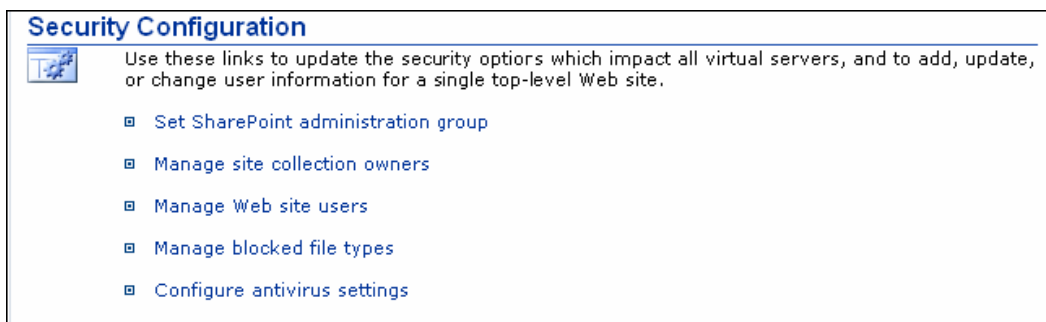 Security Configuration
Use these links to update the security options which impact all virtual servers, and to add, update,
or change user information for a single top-level Web site.
Set SharePoint administration group
Manage site collection owners
Manage Web site users
Manage blocked file types
Configure antivirus settings